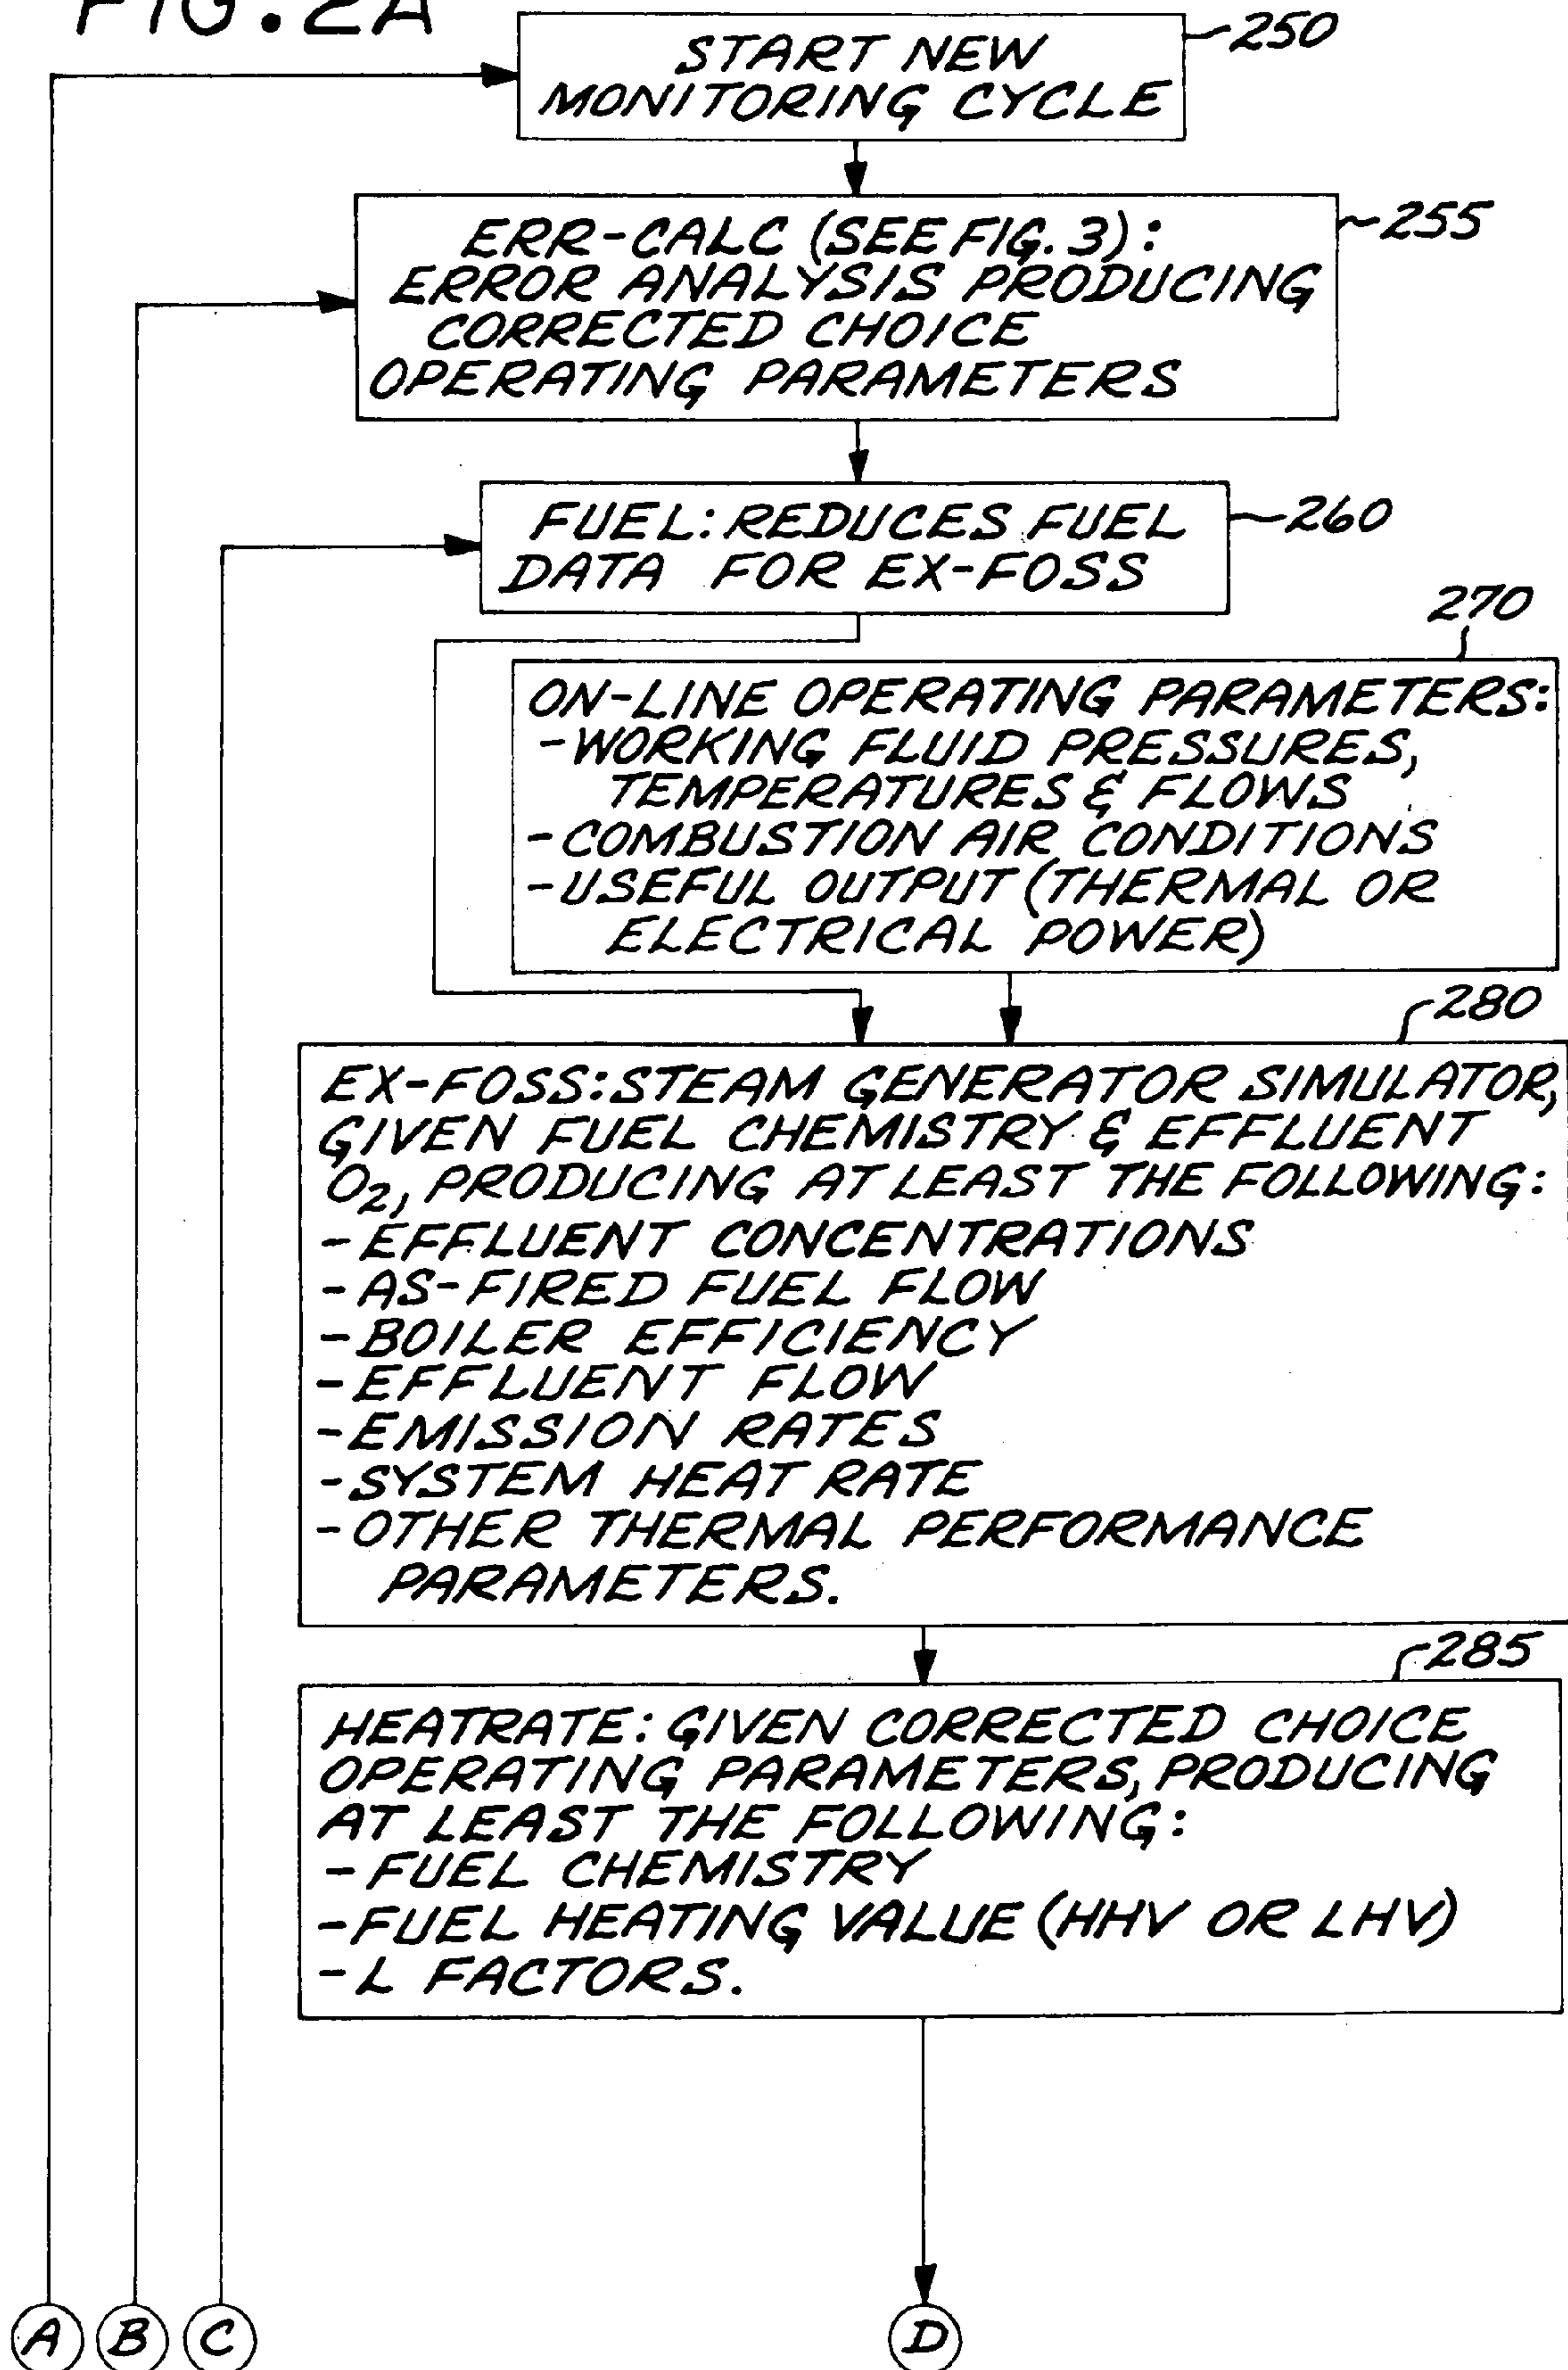 FIG. 2A
START NEW
MONITORING CYCLE
250
ERR-CALC (SEE FIG. 3):
ERROR ANALYSIS PRODUCING
CORRECTED CHOICE
OPERATING PARAMETERS
255
FUEL: REDUCES FUEL
DATA FOR EX-FOSS
260
270
ON-LINE OPERATING PARAMETERS:
-WORKING FLUID PRESSURES,
TEMPERATURES & FLOWS
-COMBUSTION AIR CONDITIONS
-USEFUL OUTPUT (THERMAL OR
ELECTRICAL POWER)
280
EX-FOSS: STEAM GENERATOR SIMULATOR,
GIVEN FUEL CHEMISTRY & EFFLUENT
O2, PRODUCING AT LEAST THE FOLLOWING:
-EFFLUENT CONCENTRATIONS
-AS-FIRED FUEL FLOW
-BOILER EFFICIENCY
-EFFLUENT FLOW
-EMISSION RATES
-SYSTEM HEAT RATE
-OTHER THERMAL PERFORMANCE
PARAMETERS.
285
HEATRATE: GIVEN CORRECTED CHOICE
OPERATING PARAMETERS, PRODUCING
AT LEAST THE FOLLOWING:
-FUEL CHEMISTRY
-FUEL HEATING VALUE (HHV OR LHV)
-L FACTORS.
A B C D